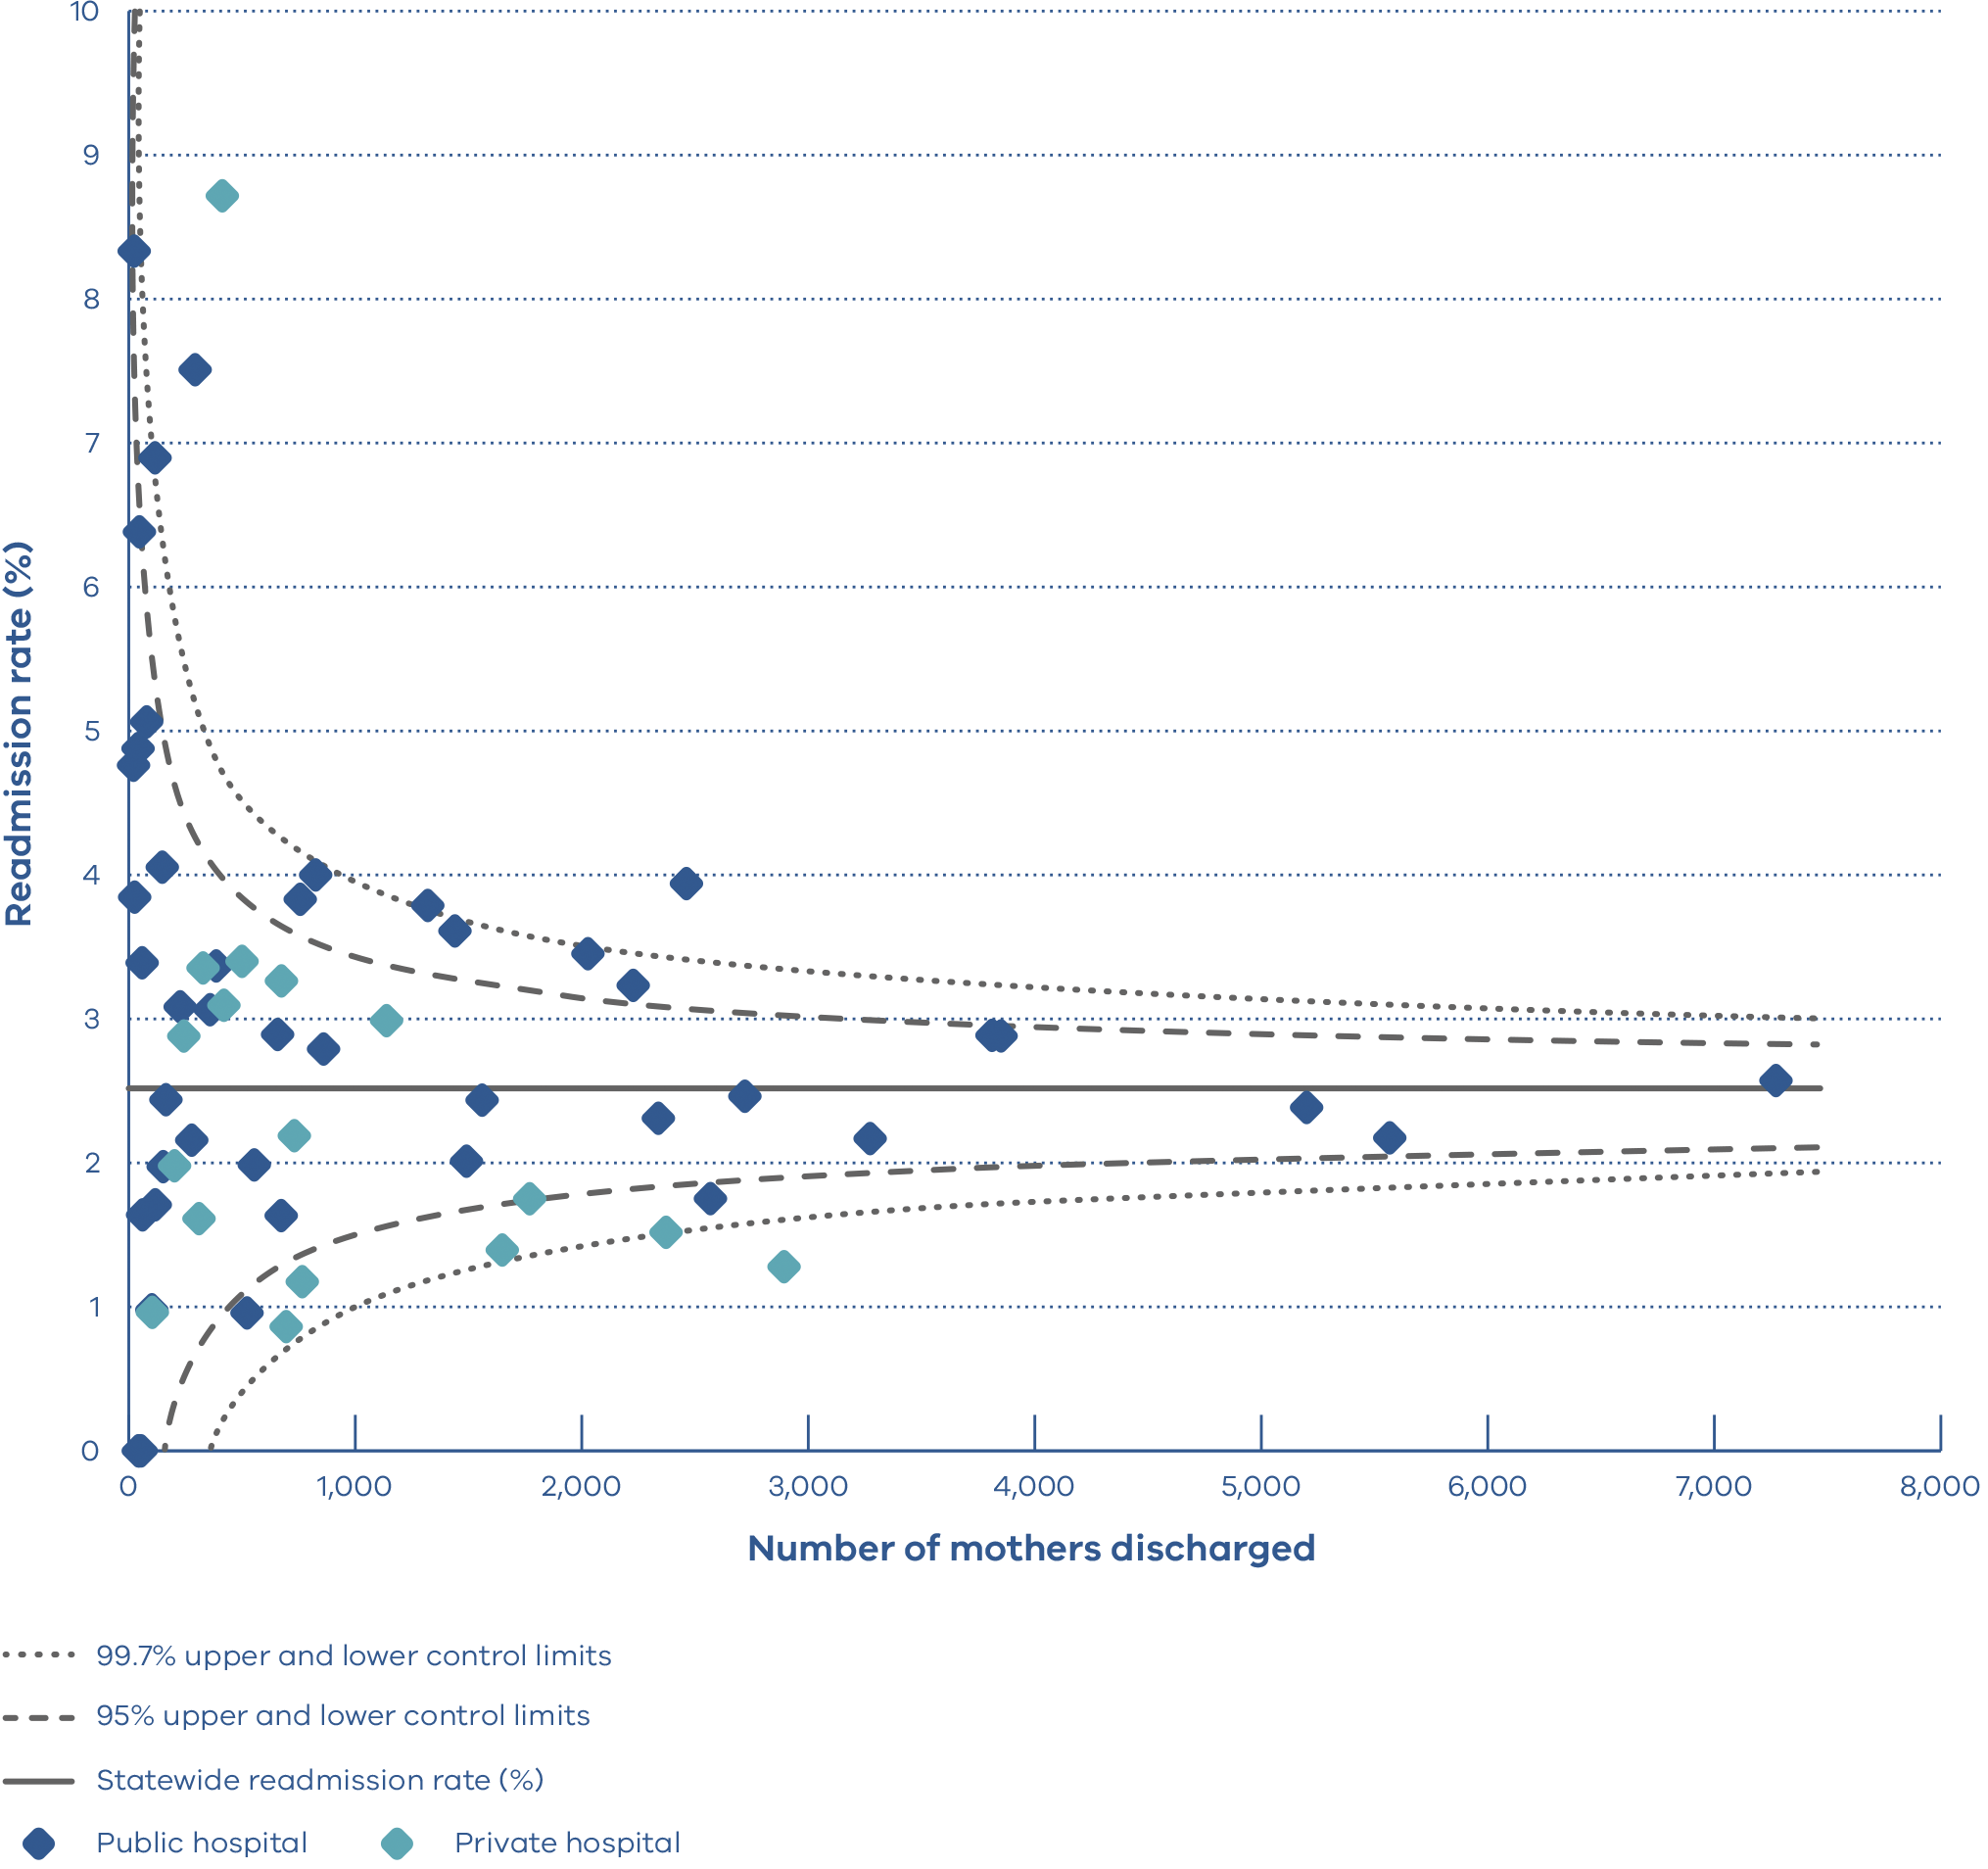 10
9
8
7
6
5
4
3
2
1
0
Readmission rate (%)
0 1,000 2,000 3,000 4,000 5,000 6,000 7,000 8,000
Number of mothers discharged
99.7% upper and lower control limits
95% upper and lower control limits
Statewide readmission rate (%)
Public hospital Private hospital